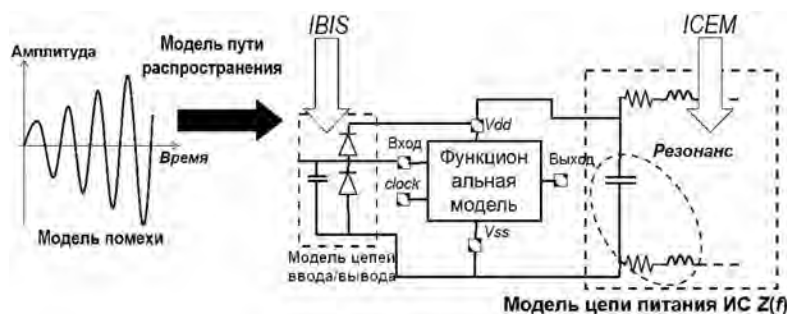 IBIS
ICEM
Амплитуда
Модель пути
распространения
Время
Модель помехи
Vdd
Вход
clock
Функцион
альная
модель
Выход
Vss
Резонанс
Модель цепей
ввода/вывода
Модель цепи питания ИС Z(f)